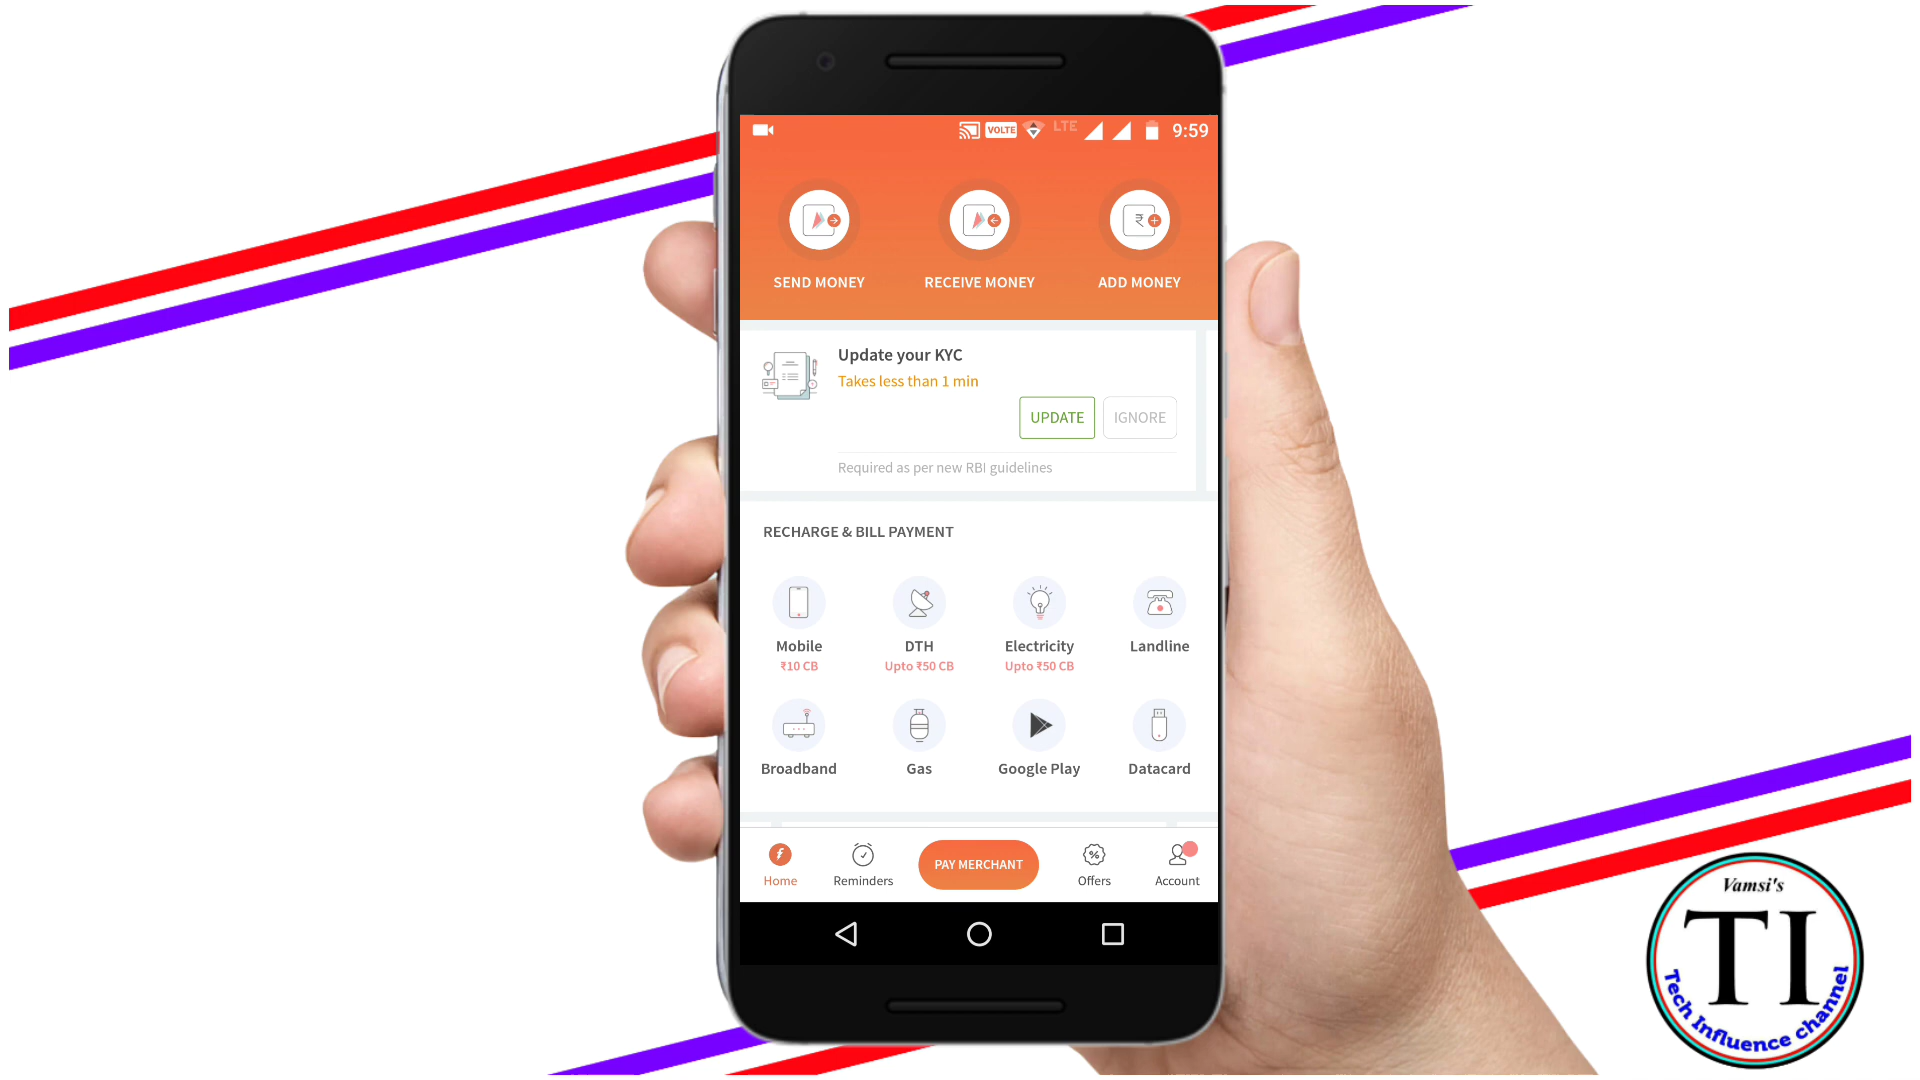 VOLTE LTE 9:59
SEND MONEY RECEIVE MONEY ADD MONEY
Update your KYC
Takes less than 1 min
UPDATE IGNORE
Required as per new RBI guidelines
RECHARGE & BILL PAYMENT
Mobile DTH Electricity Landline
₹10 CB Upto ₹50 CB Upto ₹50 CB
Broadband Gas Google Play Datacard
Home Reminders PAY MERCHANT Offers Account
Vamsi's
TI
Tech Influence channel